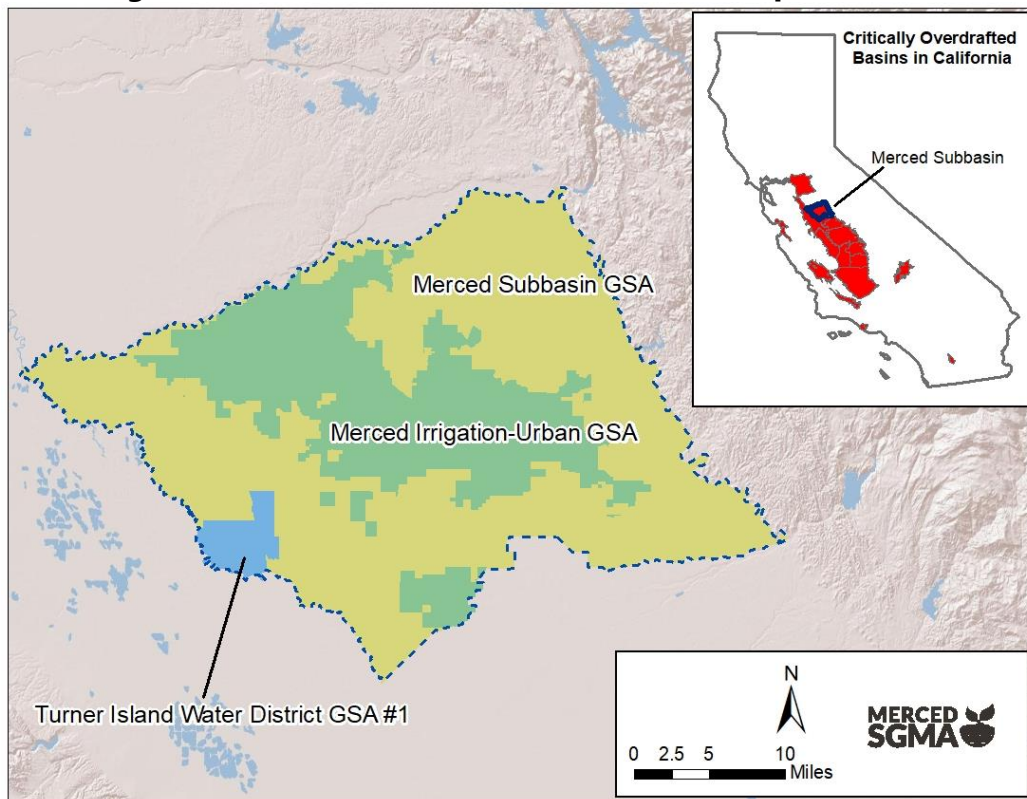 Critically Overdrafted
Basins in California
Merced Subbasin
Merced Subbasin GSA
Merced Irrigation-Urban GSA
Turner Island Water District GSA #1
N
0 2.5 5 10
Miles
MERCED
SGMA